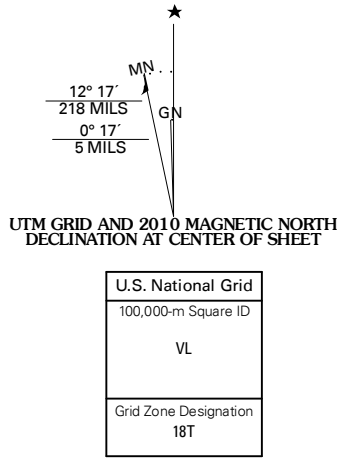 MN
GN
12° 17´
218 MILS
0° 17´
5 MILS
UTM GRID AND 2010 MAGNETIC NORTH
DECLINATION AT CENTER OF SHEET
U.S. National Grid
100,000-m Square ID
VL
Grid Zone Designation
18T